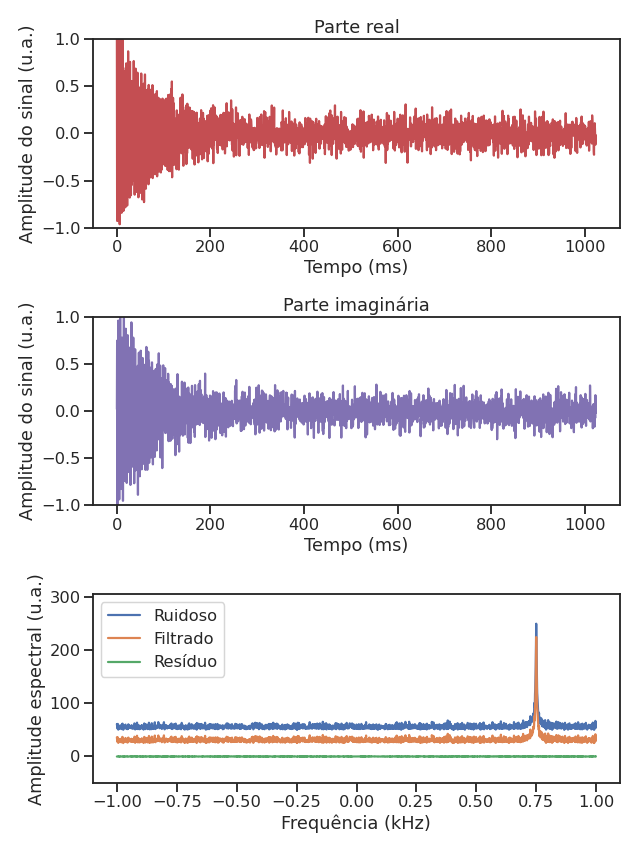 Parte real
Amplitude do sinal (u.a.)
1.0
0.5
0.0
−0.5
−1.0
0 200 400 600 800 1000
Tempo (ms)
Parte imaginária
Amplitude do sinal (u.a.)
1.0
0.5
0.0
−0.5
−1.0
0 200 400 600 800 1000
Tempo (ms)
Amplitude espectral (u.a.)
300
200
100
0
Ruidoso
Filtrado
Resíduo
−1.00 −0.75 −0.50 −0.25 0.00 0.25 0.50 0.75 1.00
Frequência (kHz)